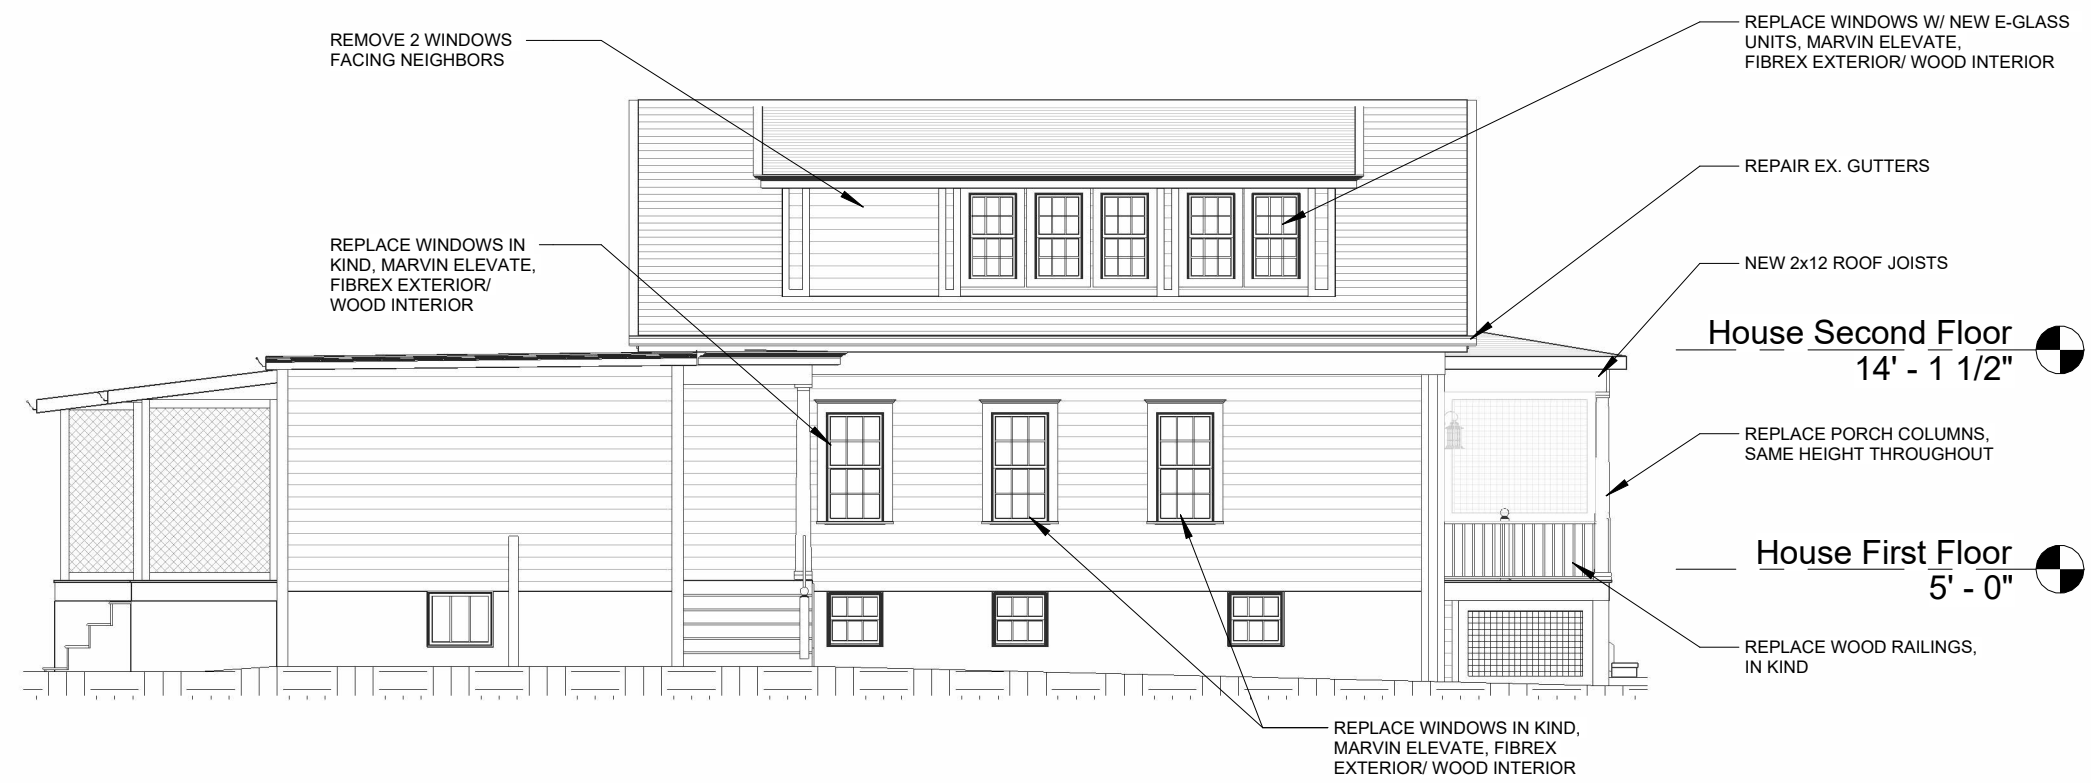 REMOVE 2 WINDOWS
FACING NEIGHBORS
REPLACE WINDOWS IN
KIND, MARVIN ELEVATE,
FIBREX EXTERIOR/
WOOD INTERIOR
REPLACE WINDOWS W/ NEW E-GLASS
UNITS, MARVIN ELEVATE,
FIBREX EXTERIOR/ WOOD INTERIOR
REPAIR EX. GUTTERS
NEW 2x12 ROOF JOISTS
House Second Floor
14' - 1 1/2"
REPLACE PORCH COLUMNS,
SAME HEIGHT THROUGHOUT
House First Floor
5' - 0"
REPLACE WOOD RAILINGS,
IN KIND
REPLACE WINDOWS IN KIND,
MARVIN ELEVATE, FIBREX
EXTERIOR/ WOOD INTERIOR